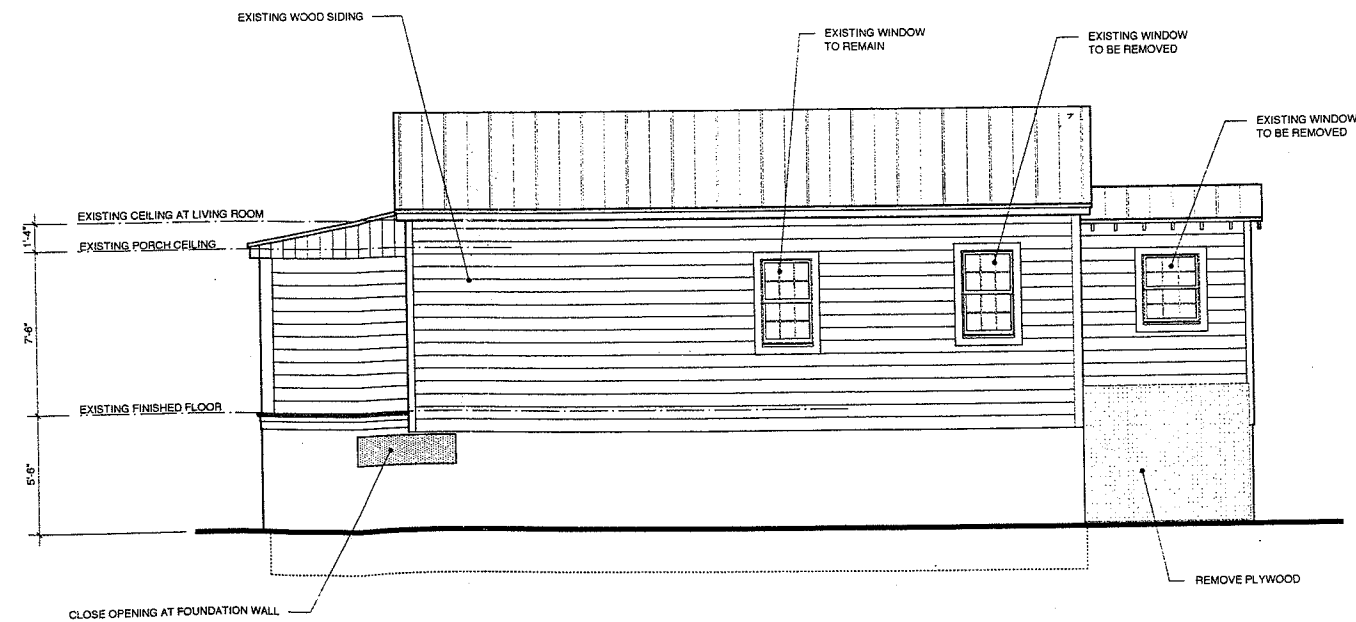 EXISTING WOOD SIDING
EXISTING WINDOW
TO REMAIN
EXISTING WINDOW
TO BE REMOVED
EXISTING WINDOW
TO BE REMOVED
EXISTING CEILING AT LIVING ROOM
1'-4"
EXISTING PORCH CEILING
7'-6"
EXISTING FINISHED FLOOR
5'-6"
REMOVE PLYWOOD
CLOSE OPENING AT FOUNDATION WALL